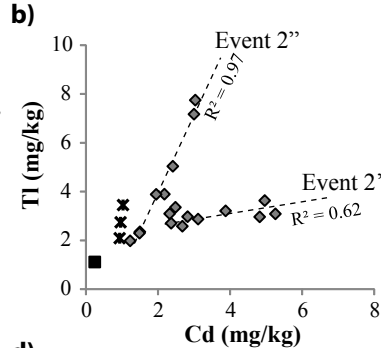 b)
Tl (mg/kg)
10
8
6
4
2
0
Event 2”
R² = 0.97
Event 2’
R² = 0.62
0 2 4 6 8
Cd (mg/kg)